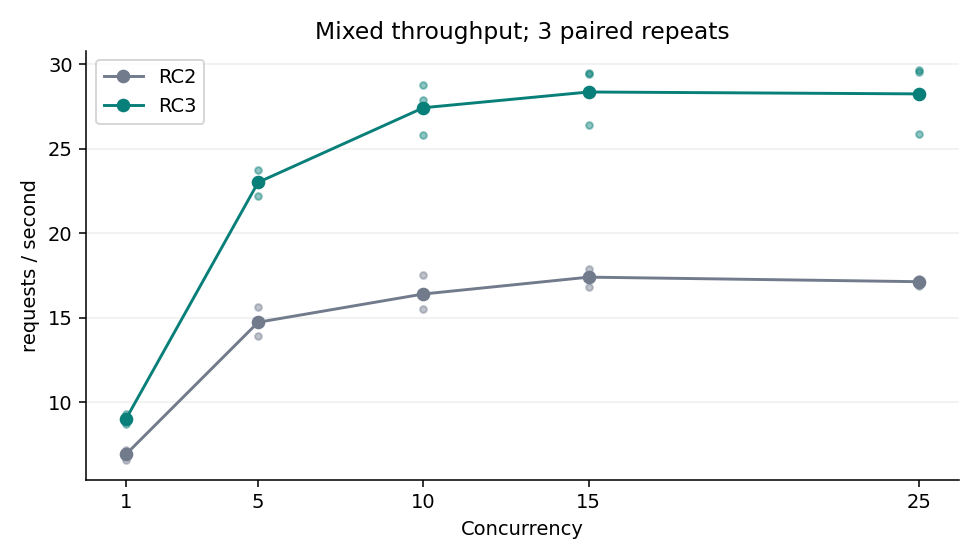 Mixed throughput; 3 paired repeats
RC2
RC3
30
25
20
15
10
requests / second
1 5 10 15 25
Concurrency